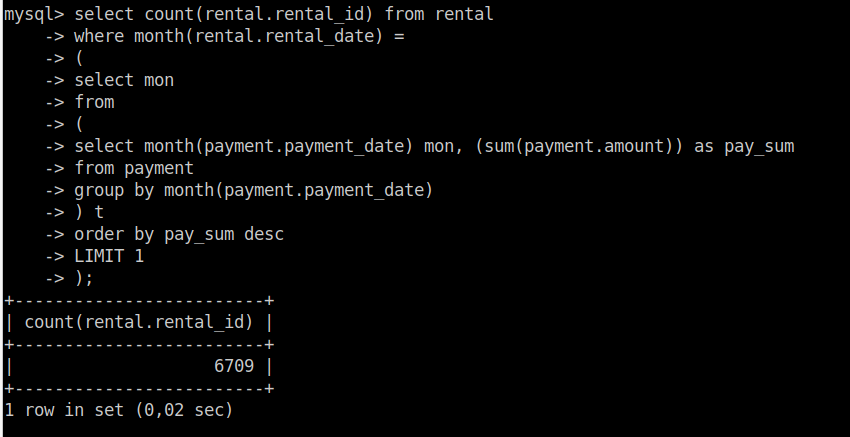 mysql> select count(rental.rental_id) from rental
    -> where month(rental.rental_date) =
    -> (
    -> select mon
    -> from
    -> (
    -> select month(payment.payment_date) mon, (sum(payment.amount)) as pay_sum
    -> from payment
    -> group by month(payment.payment_date)
    -> ) t
    -> order by pay_sum desc
    -> LIMIT 1
    -> );
+-------------------------+
| count(rental.rental_id) |
+-------------------------+
|                    6709 |
+-------------------------+
1 row in set (0,02 sec)